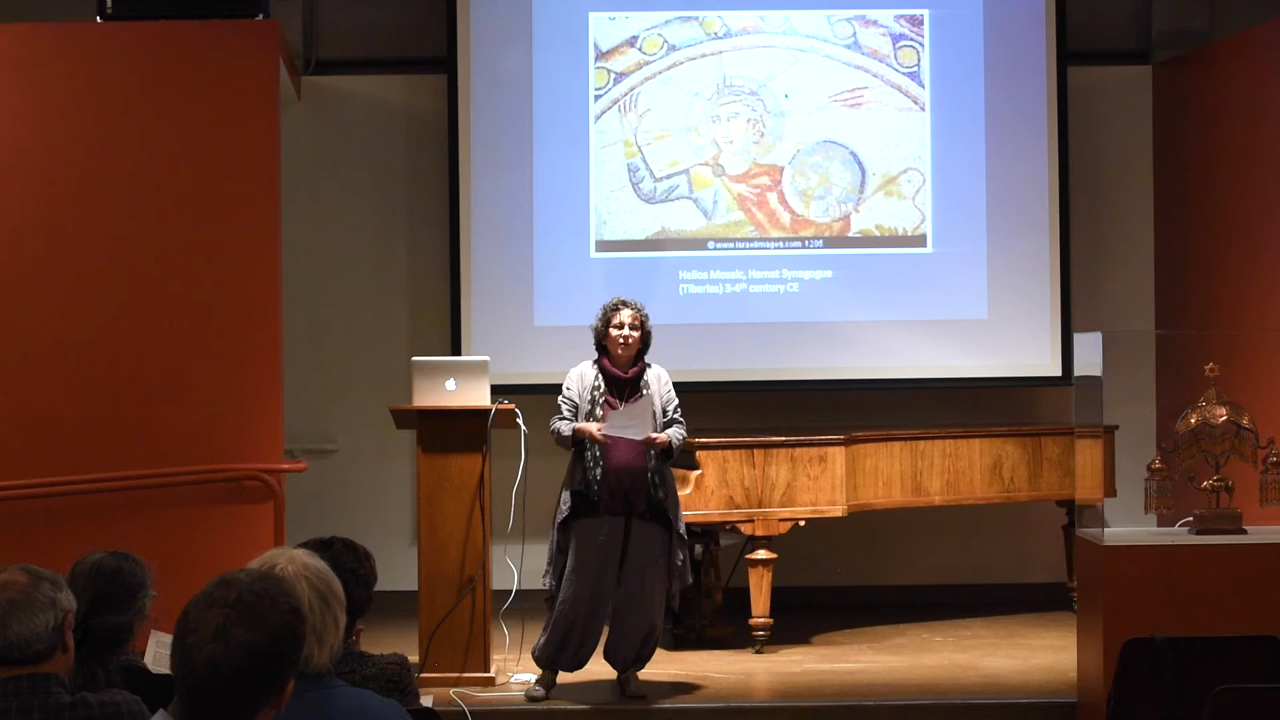 ©www.israelimages.com 1206
Helios Mosaic, Hamat Synagogue
(Tiberias) 3-4th century CE